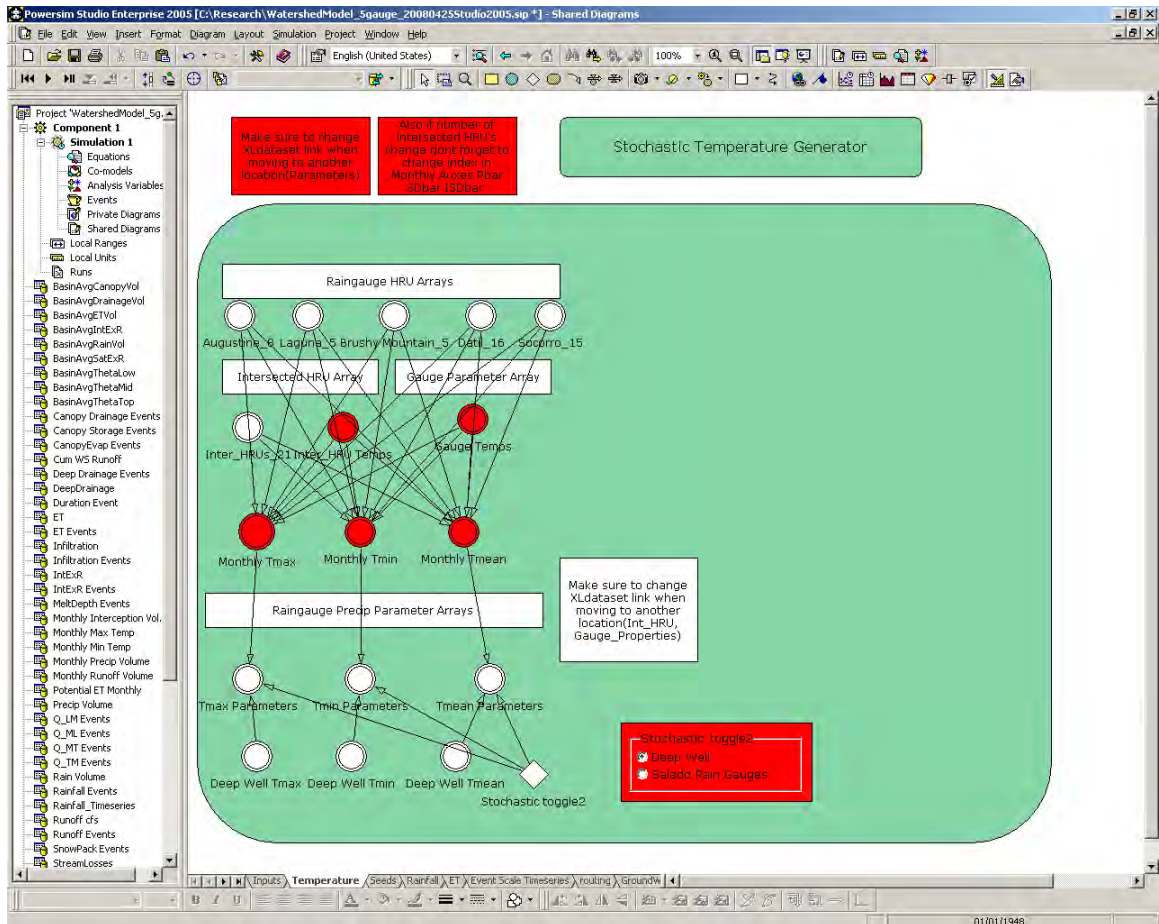 Powersim Studio Enterprise 2005 [C:\Research\WatershedModel_5gauge_20080425Studio2005.sip *] - Shared Diagrams
File Edit View Insert Format Diagram Layout Simulation Project Window Help
English (United States)
100%
Project 'WatershedModel_5g.
Component 1
Simulation 1
Equations
Co-models
Analysis Variables
Events
Private Diagrams
Shared Diagrams
Local Ranges
Local Units
Runs
BasinAvgCanopyVol
BasinAvgDrainageVol
BasinAvgETVol
BasinAvgIntExR
BasinAvgRainVol
BasinAvgSatExR
BasinAvgThetaLow
BasinAvgThetaMid
BasinAvgThetaTop
Canopy Drainage Events
Canopy Storage Events
CanopyEvap Events
Cum WS Runoff
Deep Drainage Events
DeepDrainage
Duration Event
ET
ET Events
Infiltration
Infiltration Events
IntExR
IntExR Events
MeltDepth Events
Monthly Interception Vol.
Monthly Max Temp
Monthly Min Temp
Monthly Precip Volume
Monthly Runoff Volume
Potential ET Monthly
Precip Volume
Q_LM Events
Q_ML Events
Q_MT Events
Q_TM Events
Rain Volume
Rainfall Events
Rainfall_Timeseries
Runoff cfs
Runoff Events
SnowPack Events
StreamLosses
Make sure to change
XLdataset link when
moving to another
location(Parameters)
Also if number of
intersected HRU's
change dont forget to
change index in
Monthly Auxes Pbar
SDbar ISDbar
Stochastic Temperature Generator
Raingauge HRU Arrays
Augustine_8 Laguna_5 Brushy Mountain_5 Datil_16 Socorro_15
Intersected HRU Array
Gauge Parameter Array
Inter_HRUs_21 Inter_HRU Temps
Gauge Temps
Monthly Tmax
Monthly Tmin
Monthly Tmean
Raingauge Precip Parameter Arrays
Make sure to change
XLdataset link when
moving to another
location(Int_HRU,
Gauge_Properties)
Tmax Parameters
Tmin Parameters
Tmean Parameters
Deep Well Tmax
Deep Well Tmin
Deep Well Tmean
Stochastic toggle2
Stochastic toggle2
Deep Well
Salado Rain Gauges
Inputs Temperature Seeds Rainfall ET Event Scale Timeseries routing GroundW
B I U
01/01/1948